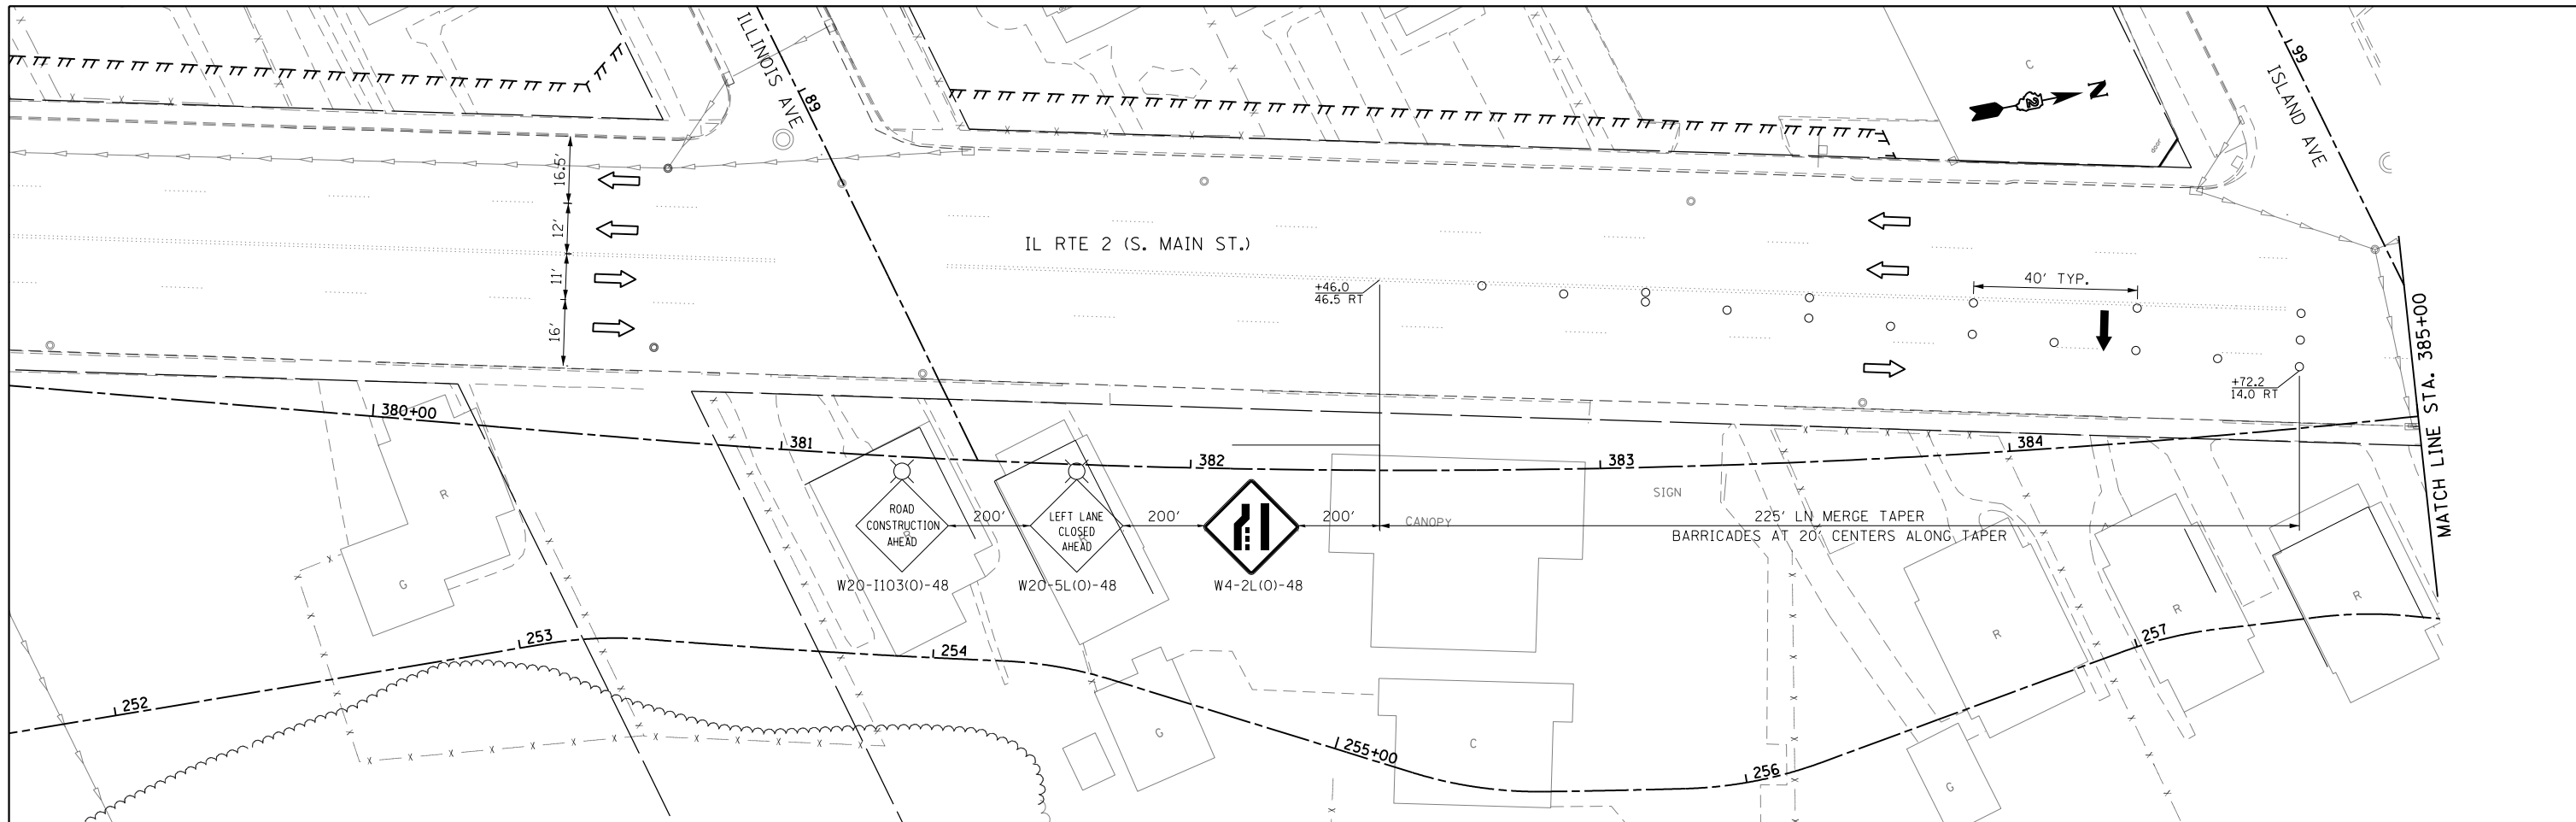 ILLINOIS AVE
89
ISLAND AVE
99
C
N
2
16.5'
12'
11'
16'
IL RTE 2 (S. MAIN ST.)
+46.0
46.5 RT
40' TYP.
+72.2
14.0 RT
MATCH LINE STA. 385+00
380+00
381
382
383
384
SIGN
CANOPY
ROAD
CONSTRUCTION
AHEAD
200'
LEFT LANE
CLOSED
AHEAD
200'
200'
225' LN MERGE TAPER
BARRICADES AT 20' CENTERS ALONG TAPER
W20-I103(O)-48
W20-5L(O)-48
W4-2L(O)-48
R
G
R
R
R
R
R
G
C
G
252
253
254
255+00
256
257